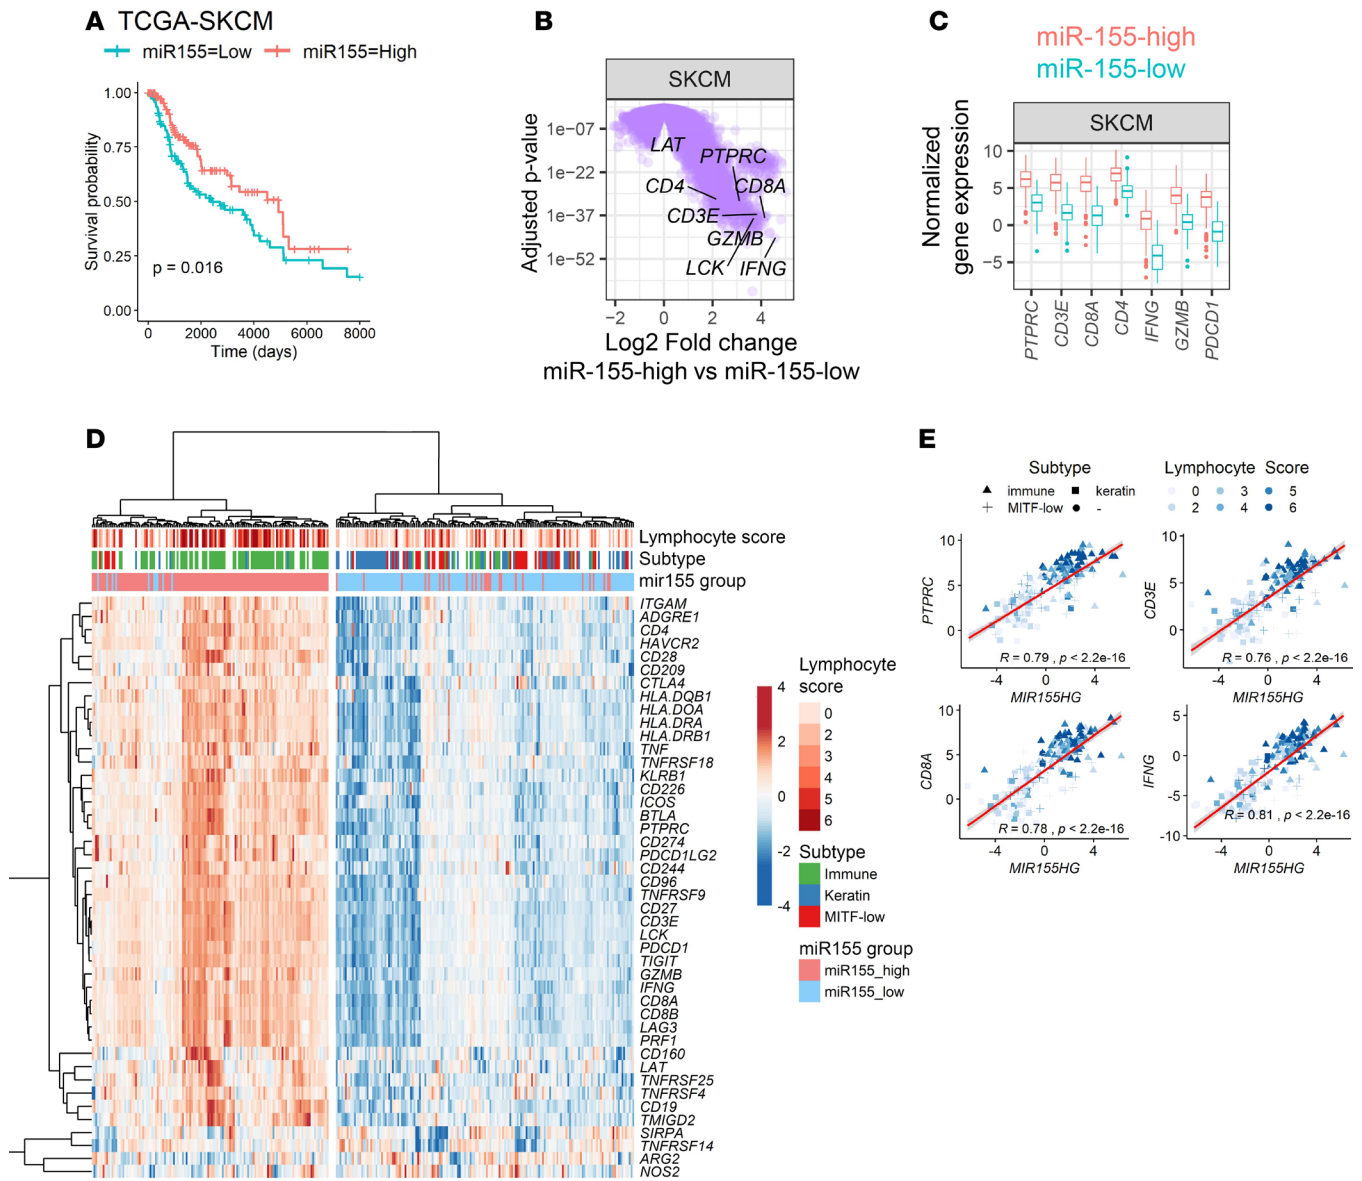 A TCGA-SKCM
miR155=Low miR155=High
Survival probability
1.00
0.75
0.50
0.25
0.00
p = 0.016
0 2000 4000 6000 8000
Time (days)
B
SKCM
Adjusted p-value
1e−07
1e−22
1e−37
1e−52
LAT
PTPRC
CD4
CD8A
CD3E
GZMB
LCK
IFNG
−2 0 2 4
Log2 Fold change
miR-155-high vs miR-155-low
C
miR-155-high
miR-155-low
SKCM
Normalized
gene expression
10
5
0
−5
PTPRC
CD3E
CD8A
CD4
IFNG
GZMB
PDCD1
D
Lymphocyte score
Subtype
mir155 group
ITGAM
ADGRE1
CD4
HAVCR2
CD28
CD209
CTLA4
HLA.DQB1
HLA.DOA
HLA.DRA
HLA.DRB1
TNF
TNFRSF18
KLRB1
CD226
ICOS
BTLA
PTPRC
CD274
PDCD1LG2
CD244
CD96
TNFRSF9
CD27
CD3E
LCK
PDCD1
TIGIT
GZMB
IFNG
CD8A
CD8B
LAG3
PRF1
CD160
LAT
TNFRSF25
TNFRSF4
CD19
TMIGD2
SIRPA
TNFRSF14
ARG2
NOS2
4
2
0
-2
-4
Lymphocyte
score
0
2
3
4
5
6
Subtype
Immune
Keratin
MITF-low
miR155 group
miR155_high
miR155_low
E
Subtype
immune keratin
MITF-low -
Lymphocyte Score
0 3 5
2 4 6
PTPRC
10
5
0
R = 0.79 , p < 2.2e-16
-4 0 4
MIR155HG
CD3E
10
5
0
R = 0.76 , p < 2.2e-16
-4 0 4
MIR155HG
CD8A
10
5
0
R = 0.78 , p < 2.2e-16
-4 0 4
MIR155HG
IFNG
5
0
-5
-10
R = 0.81 , p < 2.2e-16
-4 0 4
MIR155HG